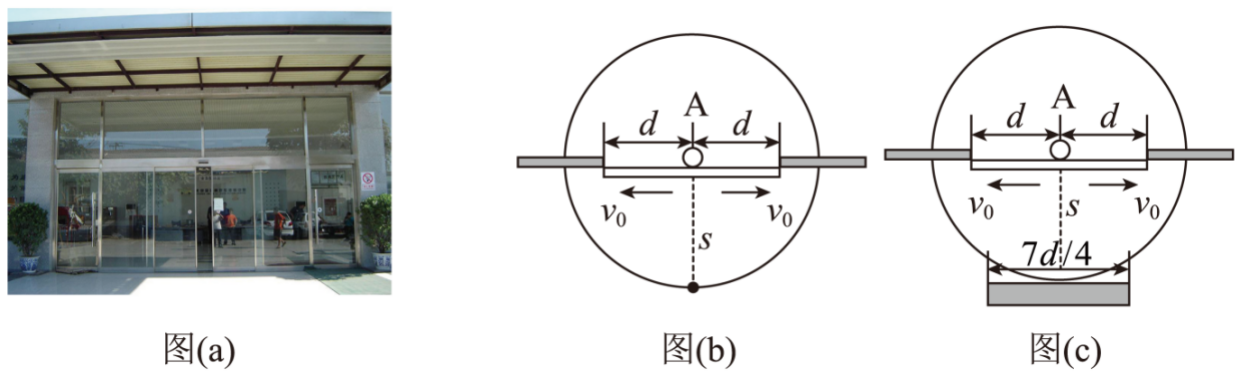 A
d d
v₀ v₀
s
A
d d
v₀ v₀
s
7d/4
图(a)
图(b)
图(c)